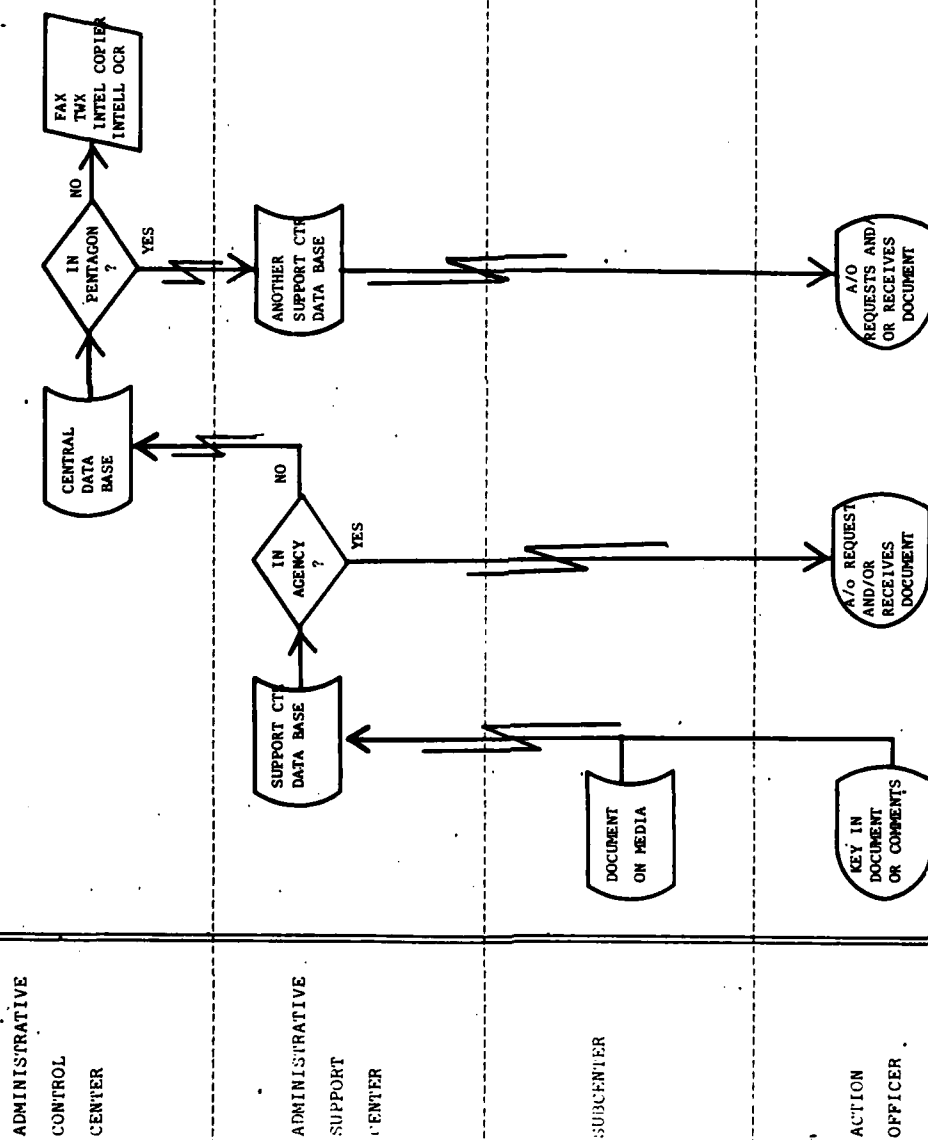 ADMINISTRATIVE
CONTROL
CENTER
CENTRAL
DATA
BASE
IN
PENTAGON
?
NO
YES
FAX
TWX
INTEL COPIER
INTELL OCR
ADMINISTRATIVE
SUPPORT
CENTER
SUPPORT CTR
DATA BASE
IN
AGENCY
?
NO
YES
ANOTHER
SUPPORT CTR
DATA BASE
SUBCENTER
DOCUMENT
ON MEDIA
ACTION
OFFICER
KEY IN
DOCUMENT
OR COMMENTS
A/o REQUEST
AND/OR
RECEIVES
DOCUMENT
A/O
REQUESTS AND/
OR RECEIVES
DOCUMENT